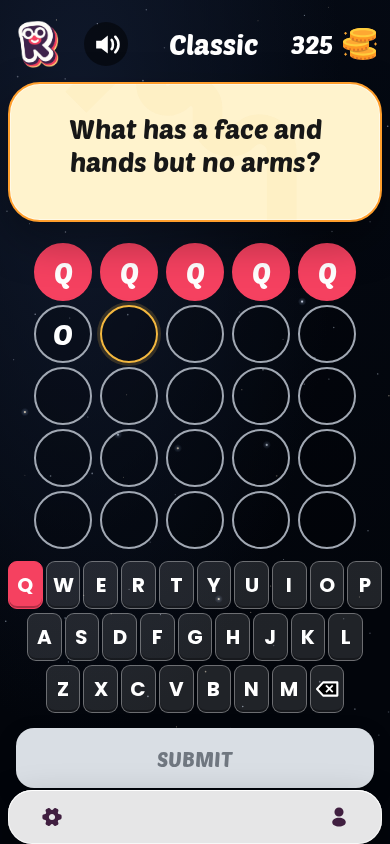 R
Classic
325
What has a face and
hands but no arms?
Q Q Q Q Q
O
Q W E R T Y U I O P
A S D F G H J K L
Z X C V B N M
SUBMIT